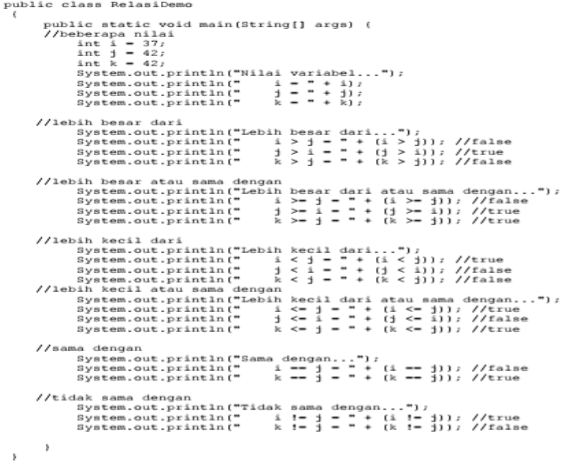 public class RelasiDemo
{
public static void main(String[] args) {
//beberapa nilai
int i = 37;
int j = 42;
int k = 42;
System.out.println("Nilai variabel...");
System.out.println(" i = " + i);
System.out.println(" j = " + j);
System.out.println(" k = " + k);
//lebih besar dari
System.out.println("Lebih besar dari...");
System.out.println(" i > j = " + (i > j)); //false
System.out.println(" j > i = " + (j > i)); //true
System.out.println(" k > j = " + (k > j)); //false
//lebih besar atau sama dengan
System.out.println("Lebih besar dari atau sama dengan...");
System.out.println(" i >= j = " + (i >= j)); //false
System.out.println(" j >= i = " + (j >= i)); //true
System.out.println(" k >= j = " + (k >= j)); //true
//lebih kecil dari
System.out.println("Lebih kecil dari...");
System.out.println(" i < j = " + (i < j)); //true
System.out.println(" j < i = " + (j < i)); //false
System.out.println(" k < j = " + (k < j)); //false
//lebih kecil atau sama dengan
System.out.println("Lebih kecil dari atau sama dengan...");
System.out.println(" i <= j = " + (i <= j)); //true
System.out.println(" j <= i = " + (j <= i)); //false
System.out.println(" k <= j = " + (k <= j)); //true
//sama dengan
System.out.println("Sama dengan...");
System.out.println(" i == j = " + (i == j)); //false
System.out.println(" k == j = " + (k == j)); //true
//tidak sama dengan
System.out.println("Tidak sama dengan...");
System.out.println(" i != j = " + (i != j)); //true
System.out.println(" k != j = " + (k != j)); //false
}
}